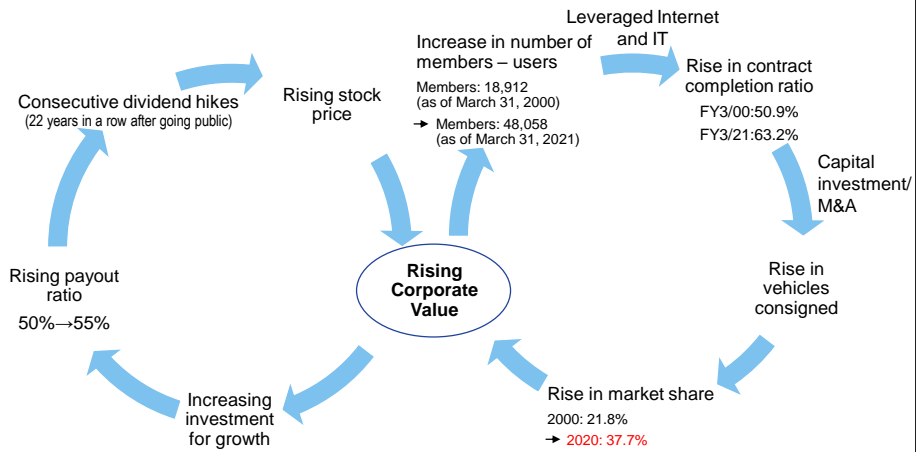 Consecutive dividend hikes
(22 years in a row after going public)
Rising stock
price
Increase in number of
members – users
Members: 18,912
(as of March 31, 2000)
➔ Members: 48,058
(as of March 31, 2021)
Leveraged Internet
and IT
Rise in contract
completion ratio
FY3/00:50.9%
FY3/21:63.2%
Capital
investment/
M&A
Rise in
vehicles
consigned
Rise in market share
2000: 21.8%
➔ 2020: 37.7%
Rising
Corporate
Value
Increasing
investment
for growth
Rising payout
ratio
50%→55%